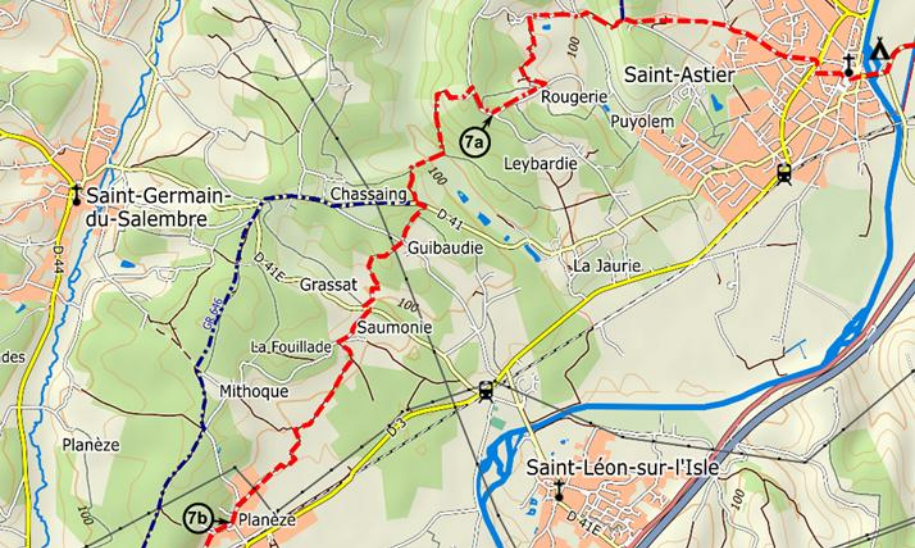 100
Saint-Astier
Rougerie
Puyolem
7a
Leybardie
100
Chassaing
Saint-Germain-
du-Salembre
D-41
Guibaudie
D-44
D-41E
La Jaurie
Grassat
100
GR 646
Saumonie
La Fouillade
des
Mithoque
D-3
Planèze
Saint-Léon-sur-l'Isle
100
100
7b
Planèze
D-41E